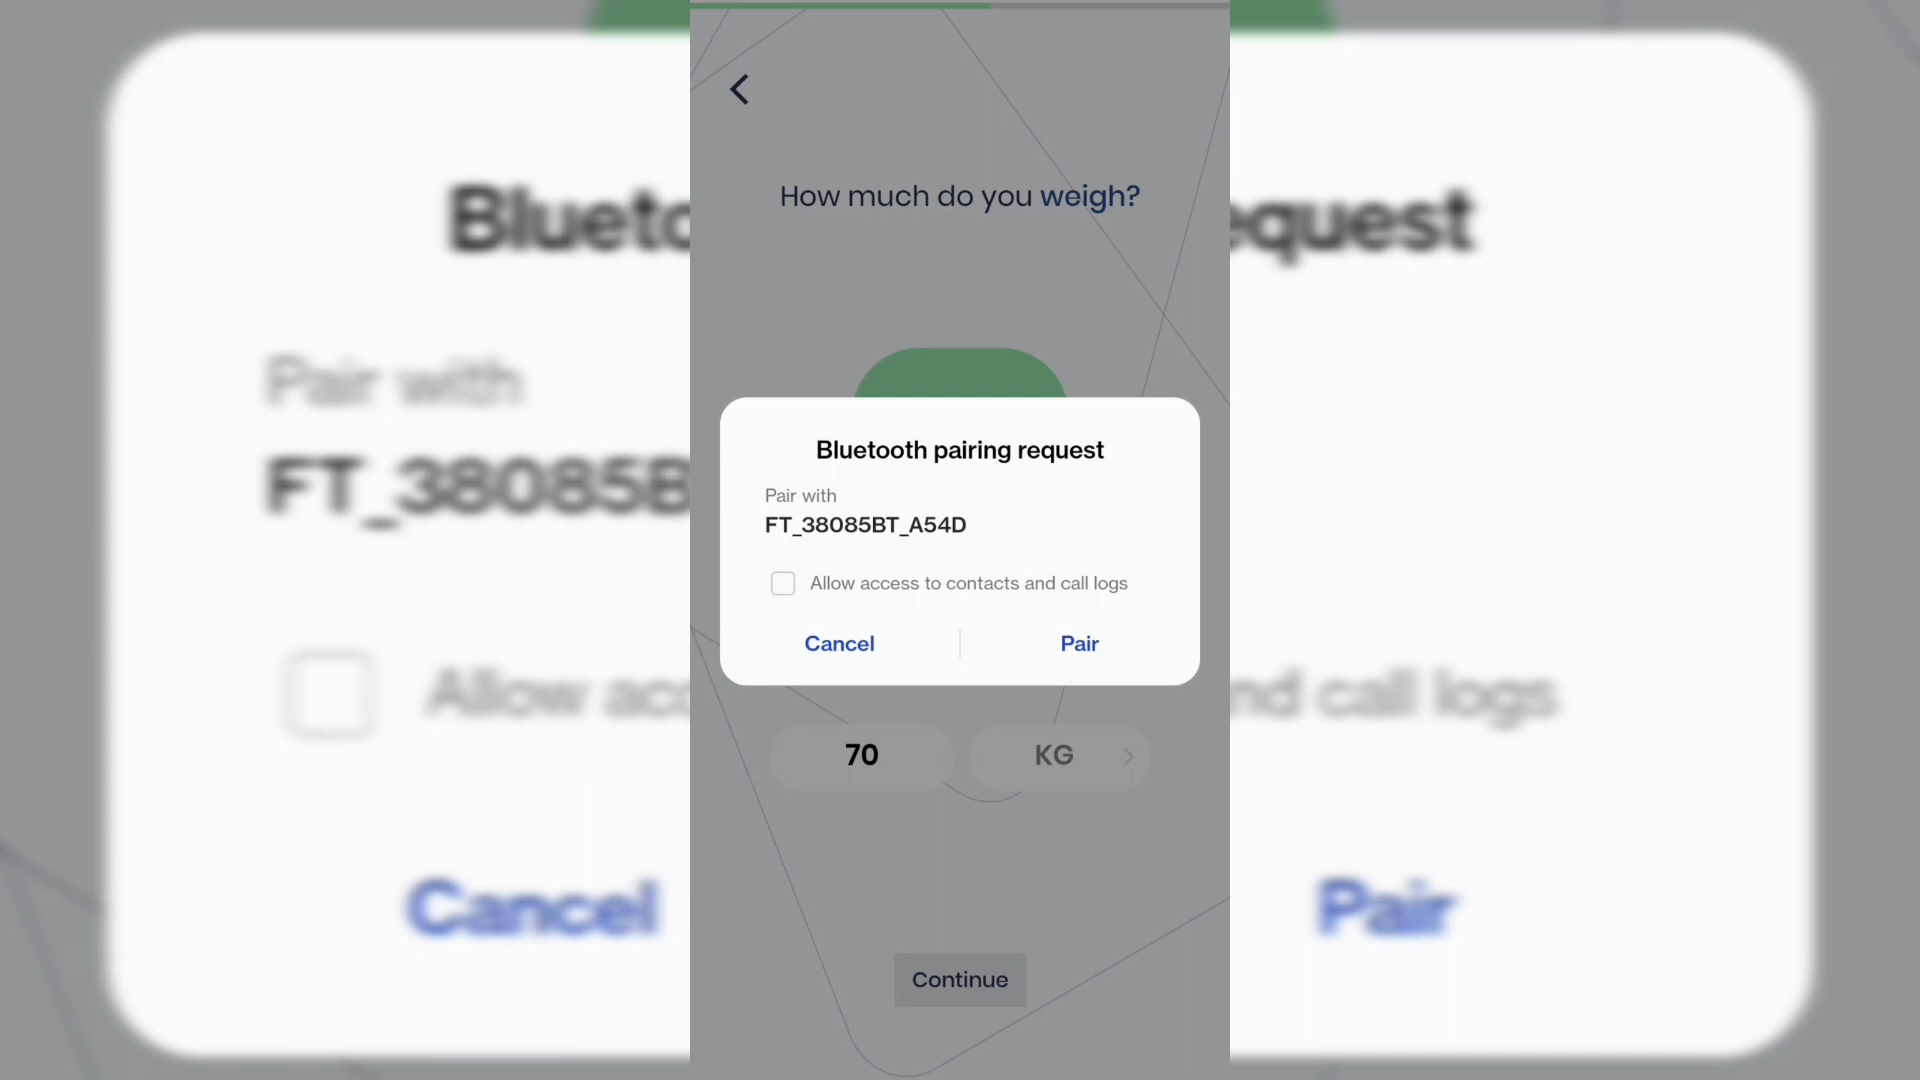 How much do you weigh?
Bluetooth pairing request
Pair with
FT_38085BT_A54D
Allow access to contacts and call logs
Cancel
Pair
70
KG
Continue